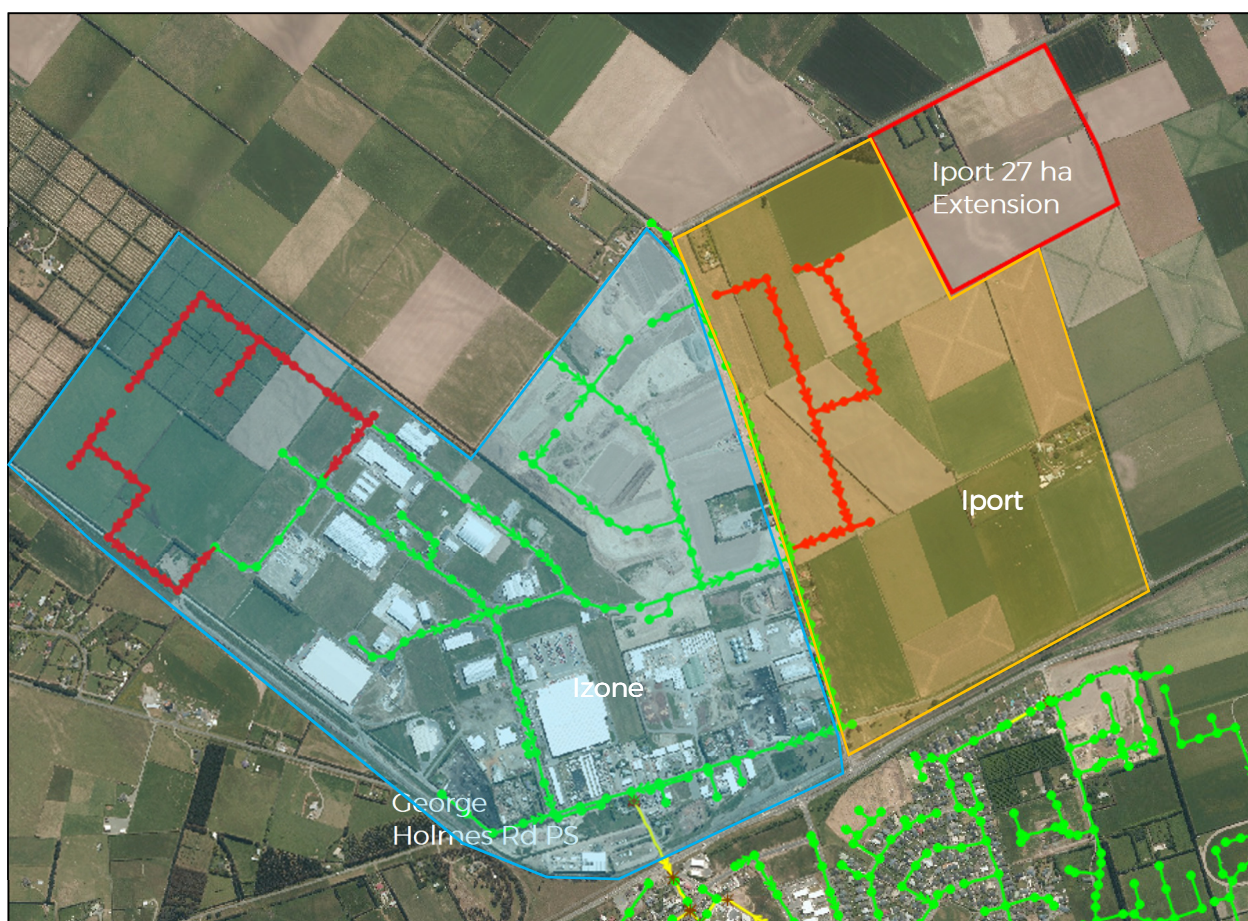 Iport 27 ha
Extension
Iport
Izone
George
Holmes Rd PS